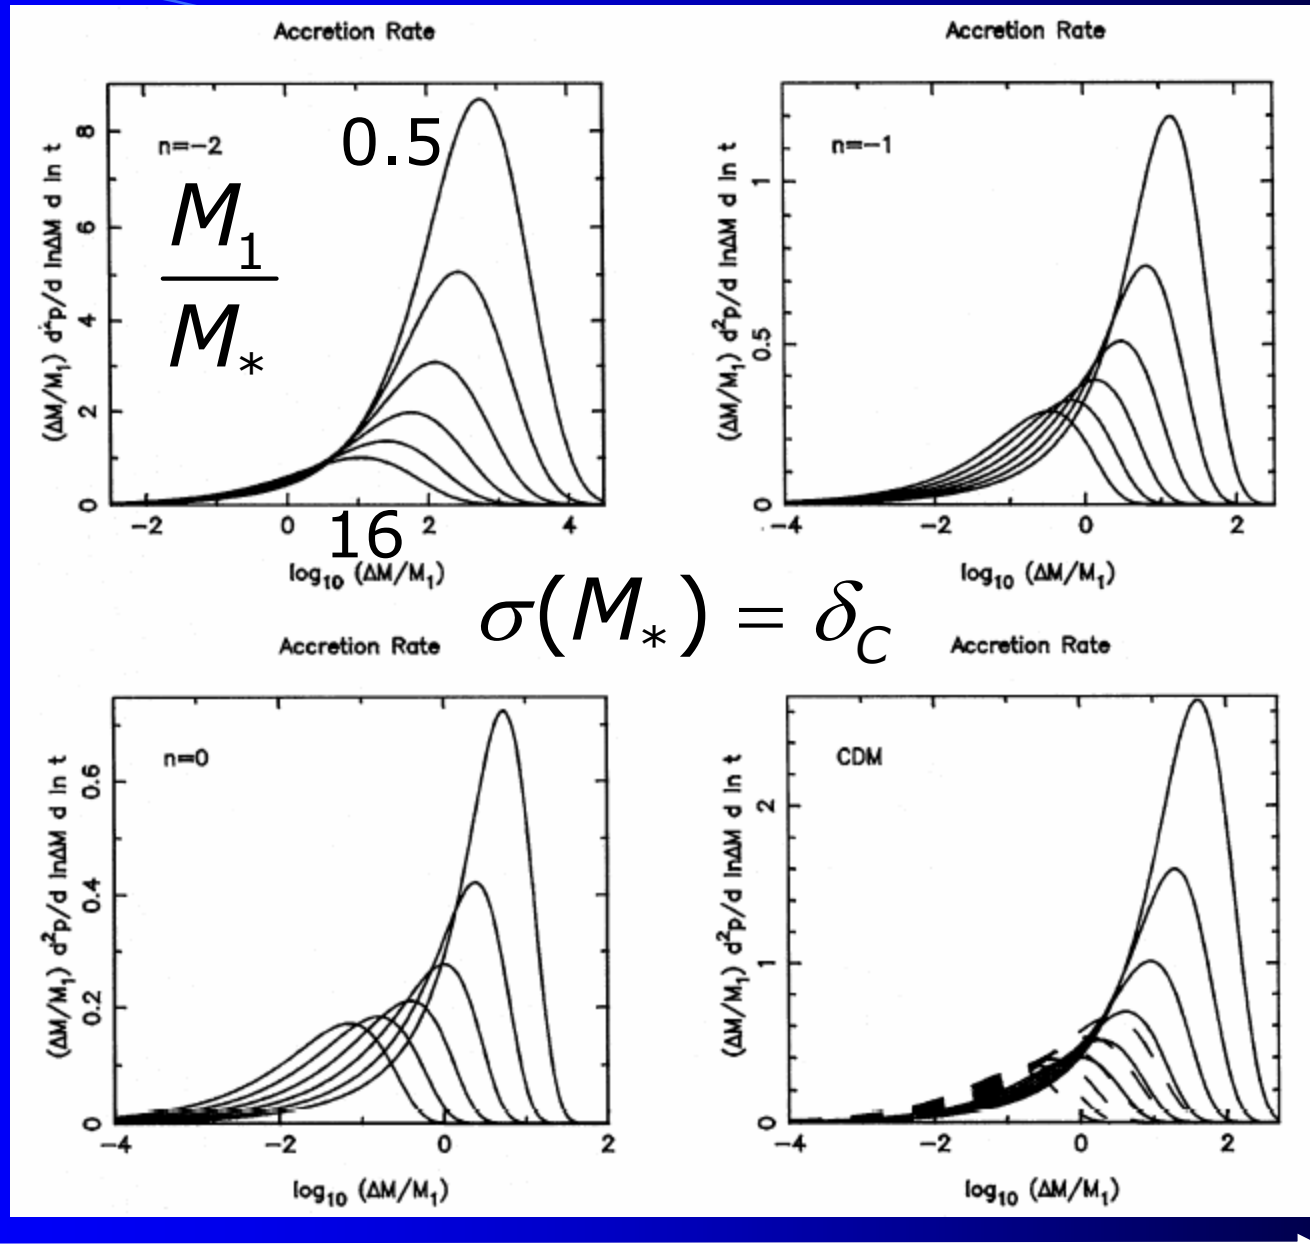 Accretion Rate
8
6
4
2
0
(ΔM/M₁) d²p/d lnΔM d ln t
n=−2
0.5
M₁
M*
−2 0 2 4
16
log₁₀ (ΔM/M₁)
Accretion Rate
1
0.5
0
(ΔM/M₁) d²p/d lnΔM d ln t
n=−1
−4 −2 0 2
log₁₀ (ΔM/M₁)
σ(M*) = δ_C
Accretion Rate
0.6
0.4
0.2
0
(ΔM/M₁) d²p/d lnΔM d ln t
n=0
−4 −2 0 2
log₁₀ (ΔM/M₁)
Accretion Rate
2
1
0
(ΔM/M₁) d²p/d lnΔM d ln t
CDM
−4 −2 0 2
log₁₀ (ΔM/M₁)